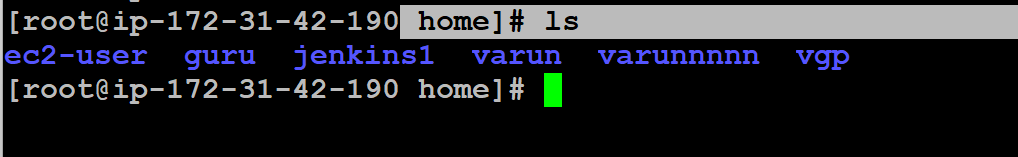 [root@ip-172-31-42-190 home]# ls
ec2-user guru jenkins1 varun varunnnnn vgp
[root@ip-172-31-42-190 home]#